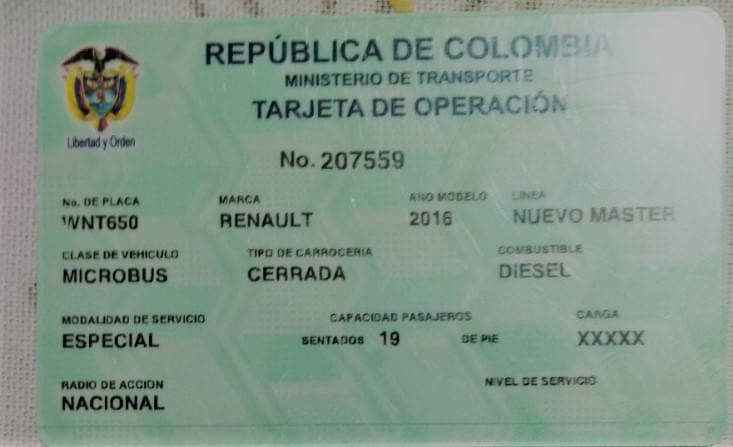 REPÚBLICA DE COLOMBIA
MINISTERIO DE TRANSPORTE
TARJETA DE OPERACIÓN
Libertad y Orden
No. 207559
No. DE PLACA MARCA AÑO MODELO LINEA
WNT650 RENAULT 2016 NUEVO MASTER
CLASE DE VEHICULO TIPO DE CARROCERIA COMBUSTIBLE
MICROBUS CERRADA DIESEL
MODALIDAD DE SERVICIO CAPACIDAD PASAJEROS CARGA
ESPECIAL SENTADOS 19 DE PIE XXXXX
RADIO DE ACCIÓN NIVEL DE SERVICIO
NACIONAL